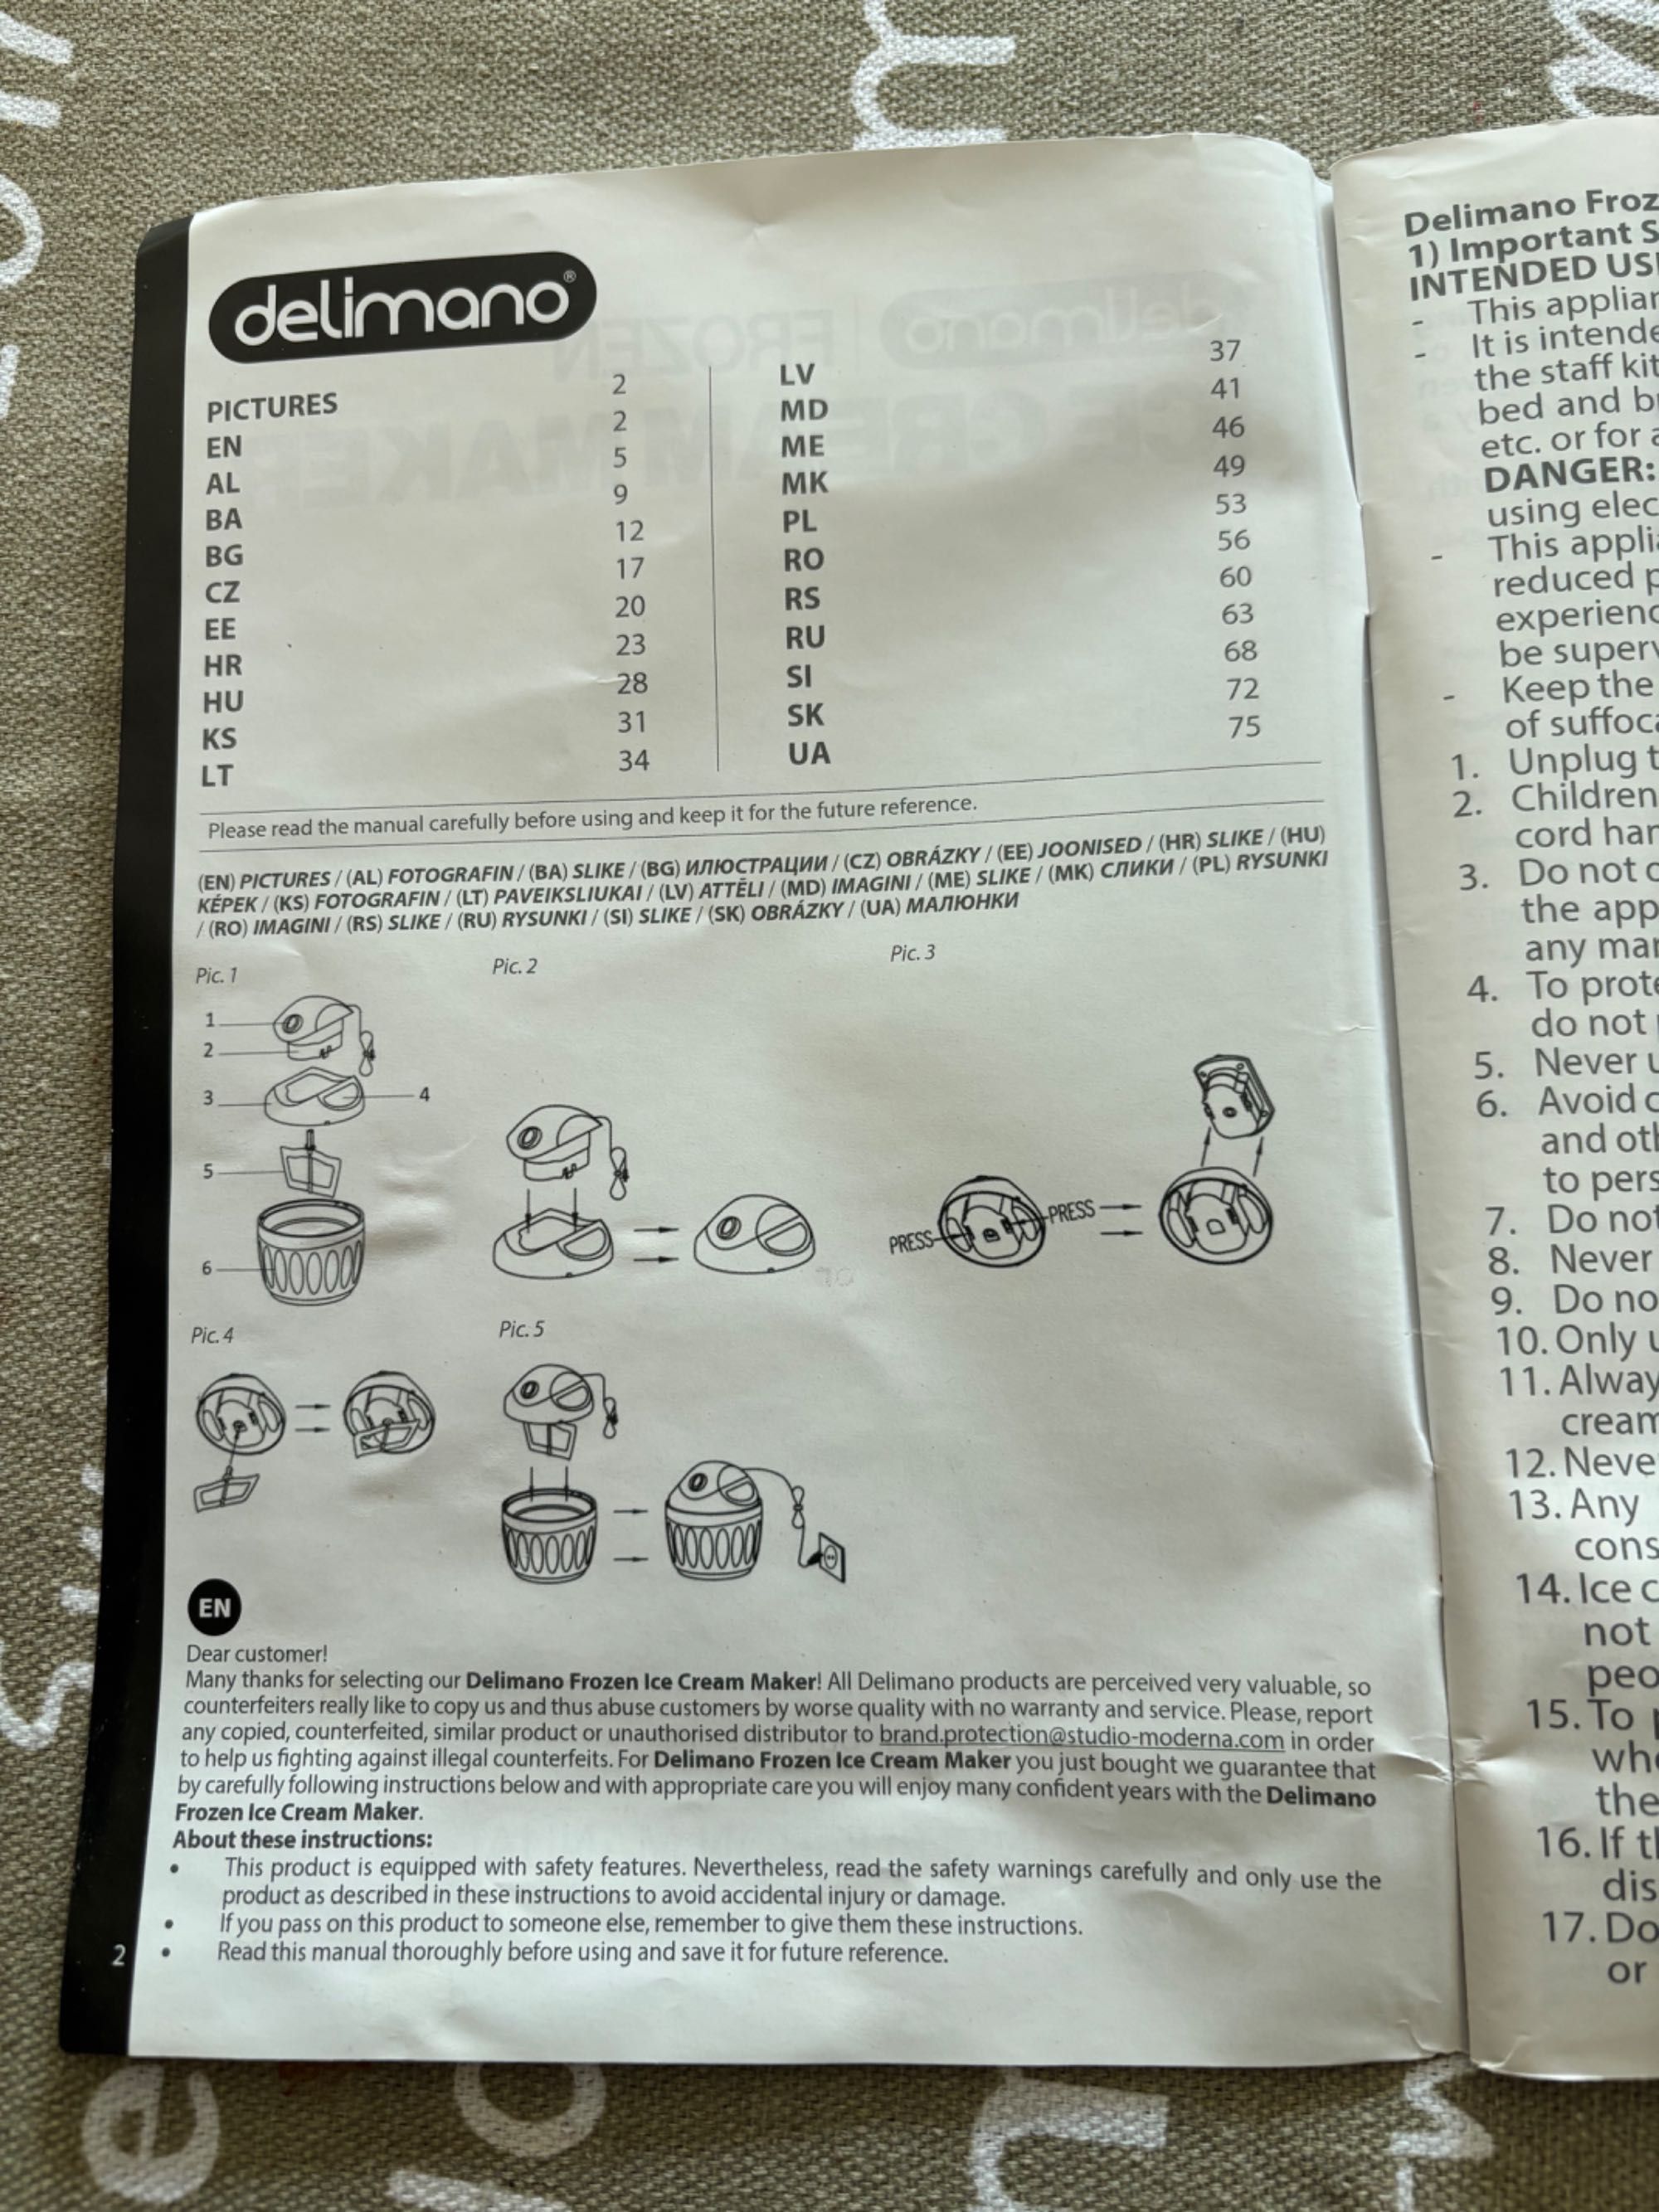 delimano®
PICTURES 2
EN 2
AL 5
BA 9
BG 12
CZ 17
EE 20
HR 23
HU 28
KS 31
LT 34
LV 37
MD 41
ME 46
MK 49
PL 53
RO 56
RS 60
RU 63
SI 68
SK 72
UA 75
Please read the manual carefully before using and keep it for the future reference.
(EN) PICTURES / (AL) FOTOGRAFIN / (BA) SLIKE / (BG) ИЛЮСТРАЦИИ / (CZ) OBRÁZKY / (EE) JOONISED / (HR) SLIKE / (HU)
KÉPEK / (KS) FOTOGRAFIN / (LT) PAVEIKSLIUKAI / (LV) ATTĒLI / (MD) IMAGINI / (ME) SLIKE / (MK) СЛИКИ / (PL) RYSUNKI
/ (RO) IMAGINI / (RS) SLIKE / (RU) RYSUNKI / (SI) SLIKE / (SK) OBRÁZKY / (UA) МАЛЮНКИ
Pic. 1
1
2
3
4
5
6
Pic. 2
Pic. 3
PRESS
PRESS
Pic. 4
Pic. 5
EN
Dear customer!
Many thanks for selecting our Delimano Frozen Ice Cream Maker! All Delimano products are perceived very valuable, so
counterfeiters really like to copy us and thus abuse customers by worse quality with no warranty and service. Please, report
any copied, counterfeited, similar product or unauthorised distributor to brand.protection@studio-moderna.com in order
to help us fighting against illegal counterfeits. For Delimano Frozen Ice Cream Maker you just bought we guarantee that
by carefully following instructions below and with appropriate care you will enjoy many confident years with the Delimano
Frozen Ice Cream Maker.
About these instructions:
• This product is equipped with safety features. Nevertheless, read the safety warnings carefully and only use the
product as described in these instructions to avoid accidental injury or damage.
• If you pass on this product to someone else, remember to give them these instructions.
• Read this manual thoroughly before using and save it for future reference.
2
Delimano Froz
1) Important S
INTENDED US
- This applian
- It is intende
the staff kit
bed and b
etc. or for a
DANGER:
using elec
- This applia
reduced p
experienc
be superv
- Keep the
of suffoca
1. Unplug t
2. Children
cord han
3. Do not o
the app
any man
4. To prote
do not
5. Never u
6. Avoid c
and oth
to pers
7. Do not
8. Never
9. Do no
10. Only u
11. Alway
cream
12. Neve
13. Any
cons
14. Ice c
not
peo
15. To
whe
the
16. If th
dis
17. Do
or